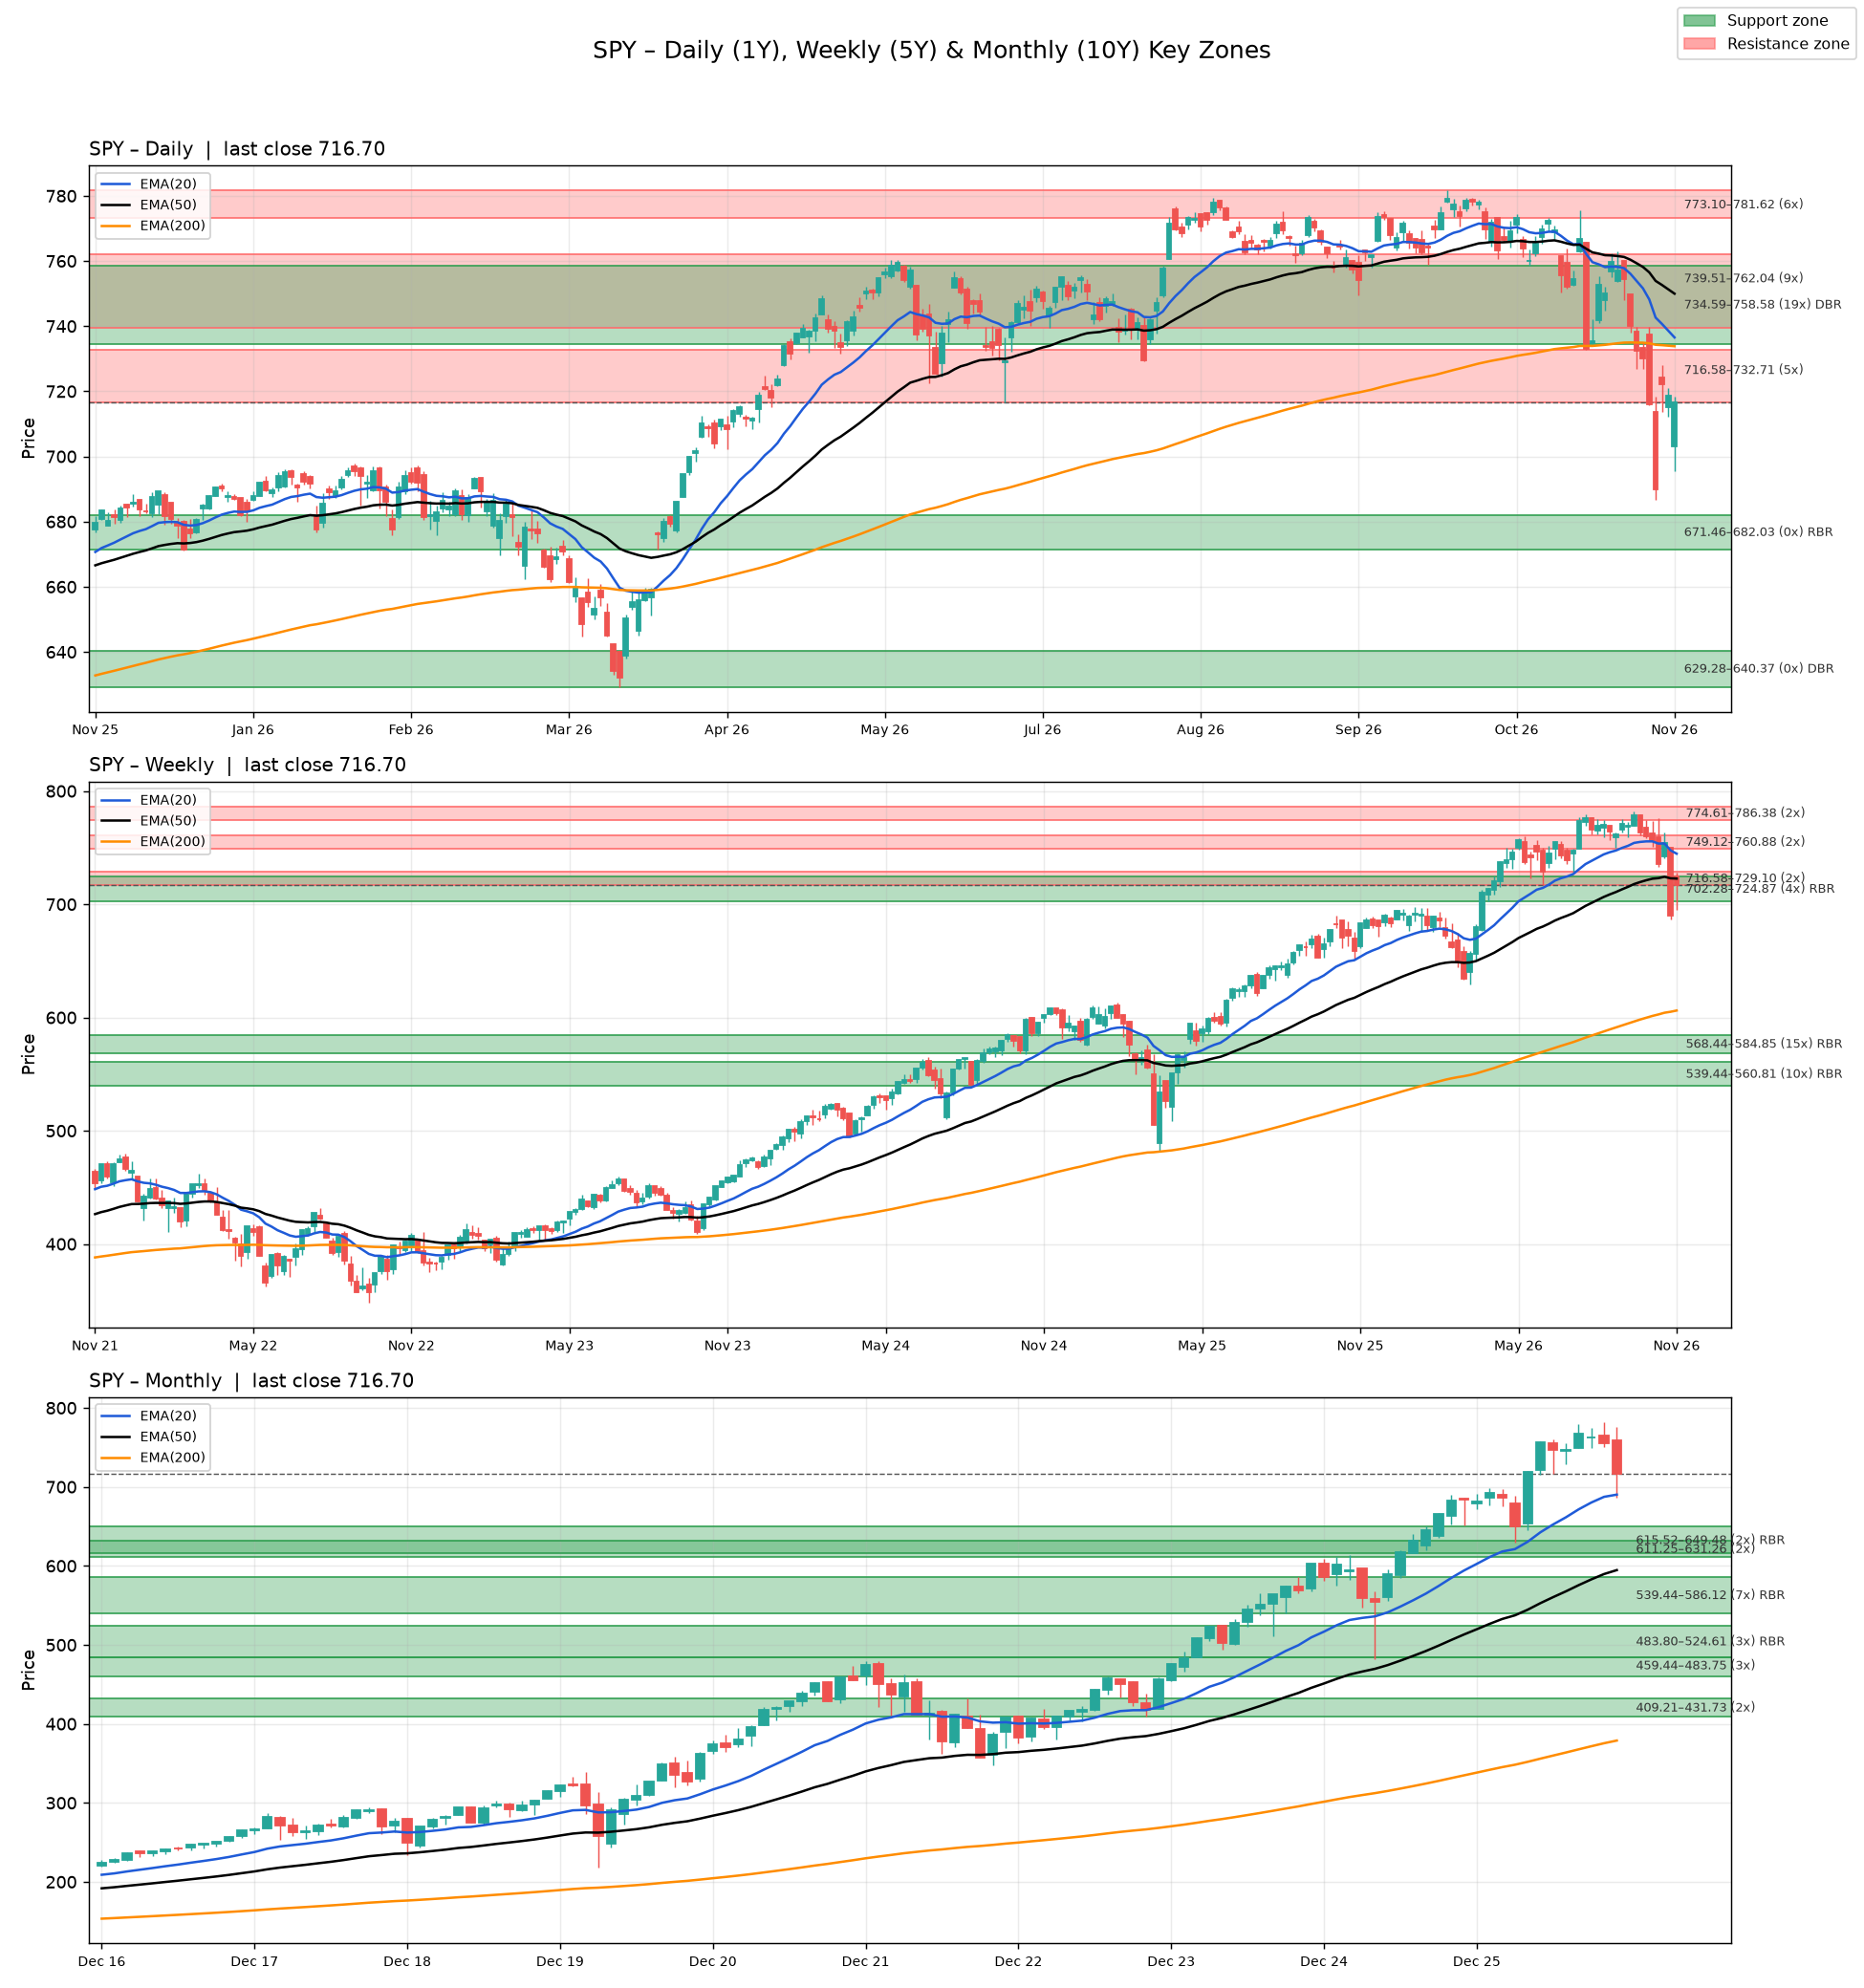 Support zone
Resistance zone
SPY – Daily (1Y), Weekly (5Y) & Monthly (10Y) Key Zones
SPY – Daily | last close 716.70
EMA(20)
EMA(50)
EMA(200)
Price
780
760
740
720
700
680
660
640
773.10–781.62 (6x)
739.51–762.04 (9x)
734.59–758.58 (19x) DBR
716.58–732.71 (5x)
671.46–682.03 (0x) RBR
629.28–640.37 (0x) DBR
Nov 25 Jan 26 Feb 26 Mar 26 Apr 26 May 26 Jul 26 Aug 26 Sep 26 Oct 26 Nov 26
SPY – Weekly | last close 716.70
EMA(20)
EMA(50)
EMA(200)
Price
800
700
600
500
400
774.61–786.38 (2x)
749.12–760.88 (2x)
716.58–729.10 (2x)
702.28–724.87 (4x) RBR
568.44–584.85 (15x) RBR
539.44–560.81 (10x) RBR
Nov 21 May 22 Nov 22 May 23 Nov 23 May 24 Nov 24 May 25 Nov 25 May 26 Nov 26
SPY – Monthly | last close 716.70
EMA(20)
EMA(50)
EMA(200)
Price
800
700
600
500
400
300
200
615.52–649.48 (2x) RBR
611.25–631.26 (2x)
539.44–586.12 (7x) RBR
483.80–524.61 (3x) RBR
459.44–483.75 (3x)
409.21–431.73 (2x)
Dec 16 Dec 17 Dec 18 Dec 19 Dec 20 Dec 21 Dec 22 Dec 23 Dec 24 Dec 25